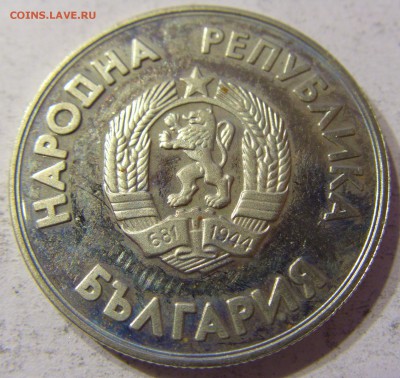 COINS.LAVE.RU
НАРОДНА РЕПУБЛИКА
681 1944
БЪЛГАРИЯ